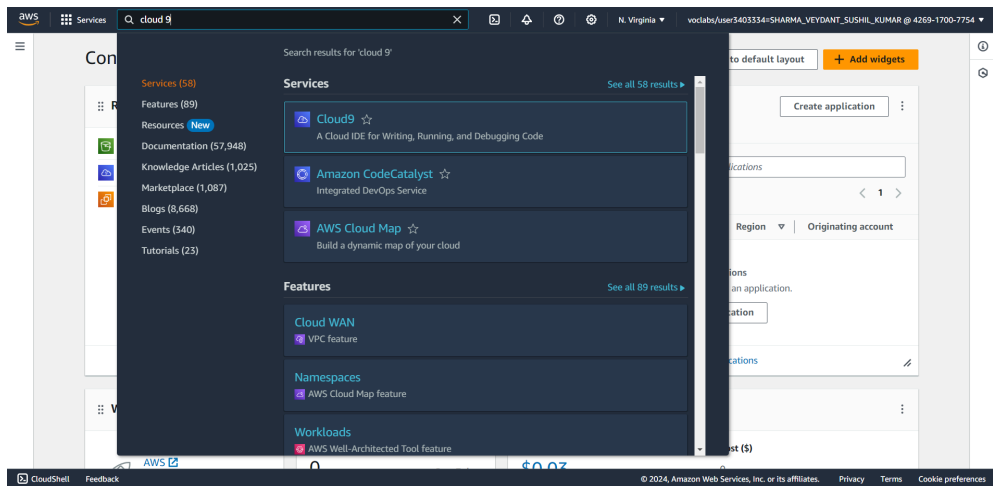 aws Services cloud 9 N. Virginia ▼ voclabs/user3403334=SHARMA_VEYDANT_SUSHIL_KUMAR @ 4269-1700-7754 ▼
Con
to default layout
+ Add widgets
Search results for 'cloud 9'
Services (58)
Features (89)
Resources New
Documentation (57,948)
Knowledge Articles (1,025)
Marketplace (1,087)
Blogs (8,668)
Events (340)
Tutorials (23)
Services
See all 58 results ▶
Cloud9
A Cloud IDE for Writing, Running, and Debugging Code
Amazon CodeCatalyst
Integrated DevOps Service
AWS Cloud Map
Build a dynamic map of your cloud
Features
See all 89 results ▶
Cloud WAN
VPC feature
Namespaces
AWS Cloud Map feature
Workloads
AWS Well-Architected Tool feature
R
Create application
lications
1
Region
Originating account
ions
an application.
cation
cations
W
ost ($)
AWS
0
$0.03
CloudShell Feedback © 2024, Amazon Web Services, Inc. or its affiliates. Privacy Terms Cookie preferences